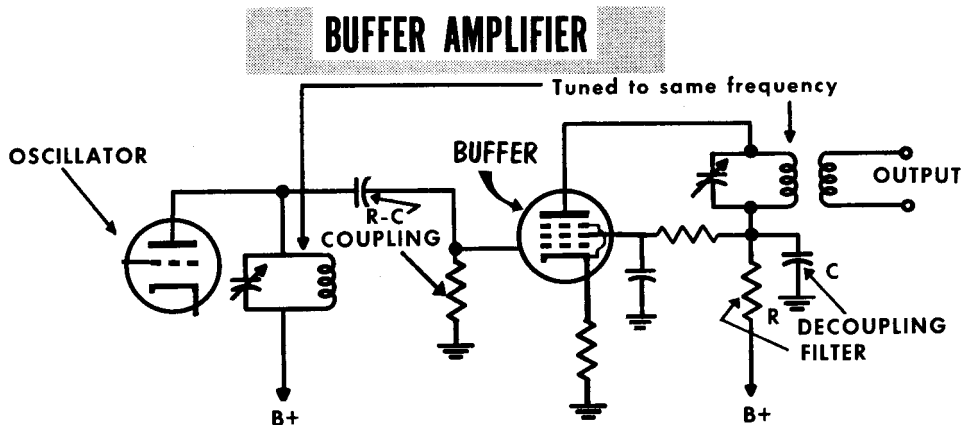 BUFFER AMPLIFIER
Tuned to same frequency
OSCILLATOR
BUFFER
OUTPUT
R-C
COUPLING
C
R
DECOUPLING
FILTER
B+
B+